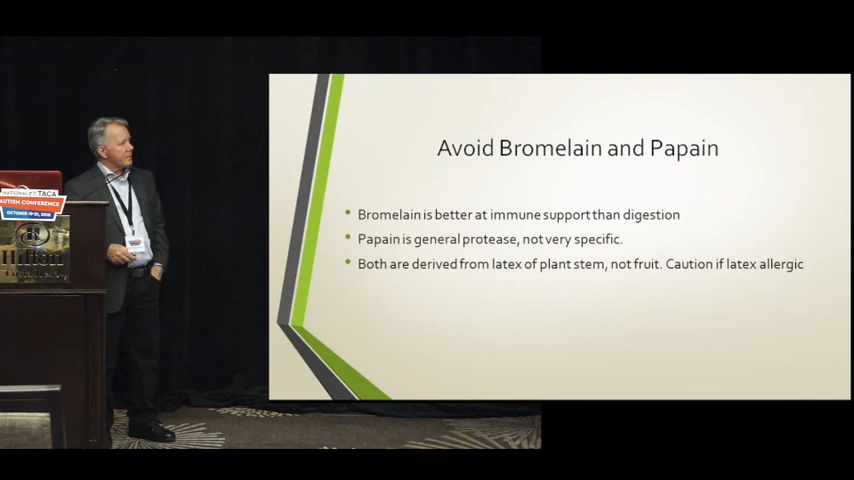 Avoid Bromelain and Papain
• Bromelain is better at immune support than digestion
• Papain is general protease, not very specific.
• Both are derived from latex of plant stem, not fruit. Caution if latex allergic
TACA
AUTISM CONFERENCE
Hilton